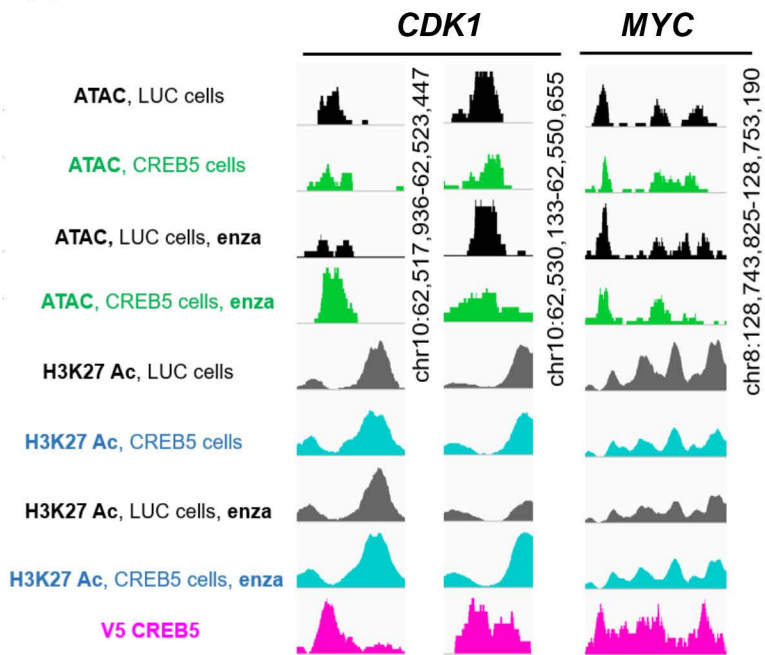 CDK1 MYC
ATAC, LUC cells
ATAC, CREB5 cells
ATAC, LUC cells, enza
ATAC, CREB5 cells, enza
H3K27 Ac, LUC cells
H3K27 Ac, CREB5 cells
H3K27 Ac, LUC cells, enza
H3K27 Ac, CREB5 cells, enza
V5 CREB5
chr10:62,517,936-62,523,447
chr10:62,530,133-62,550,655
chr8:128,743,825-128,753,190